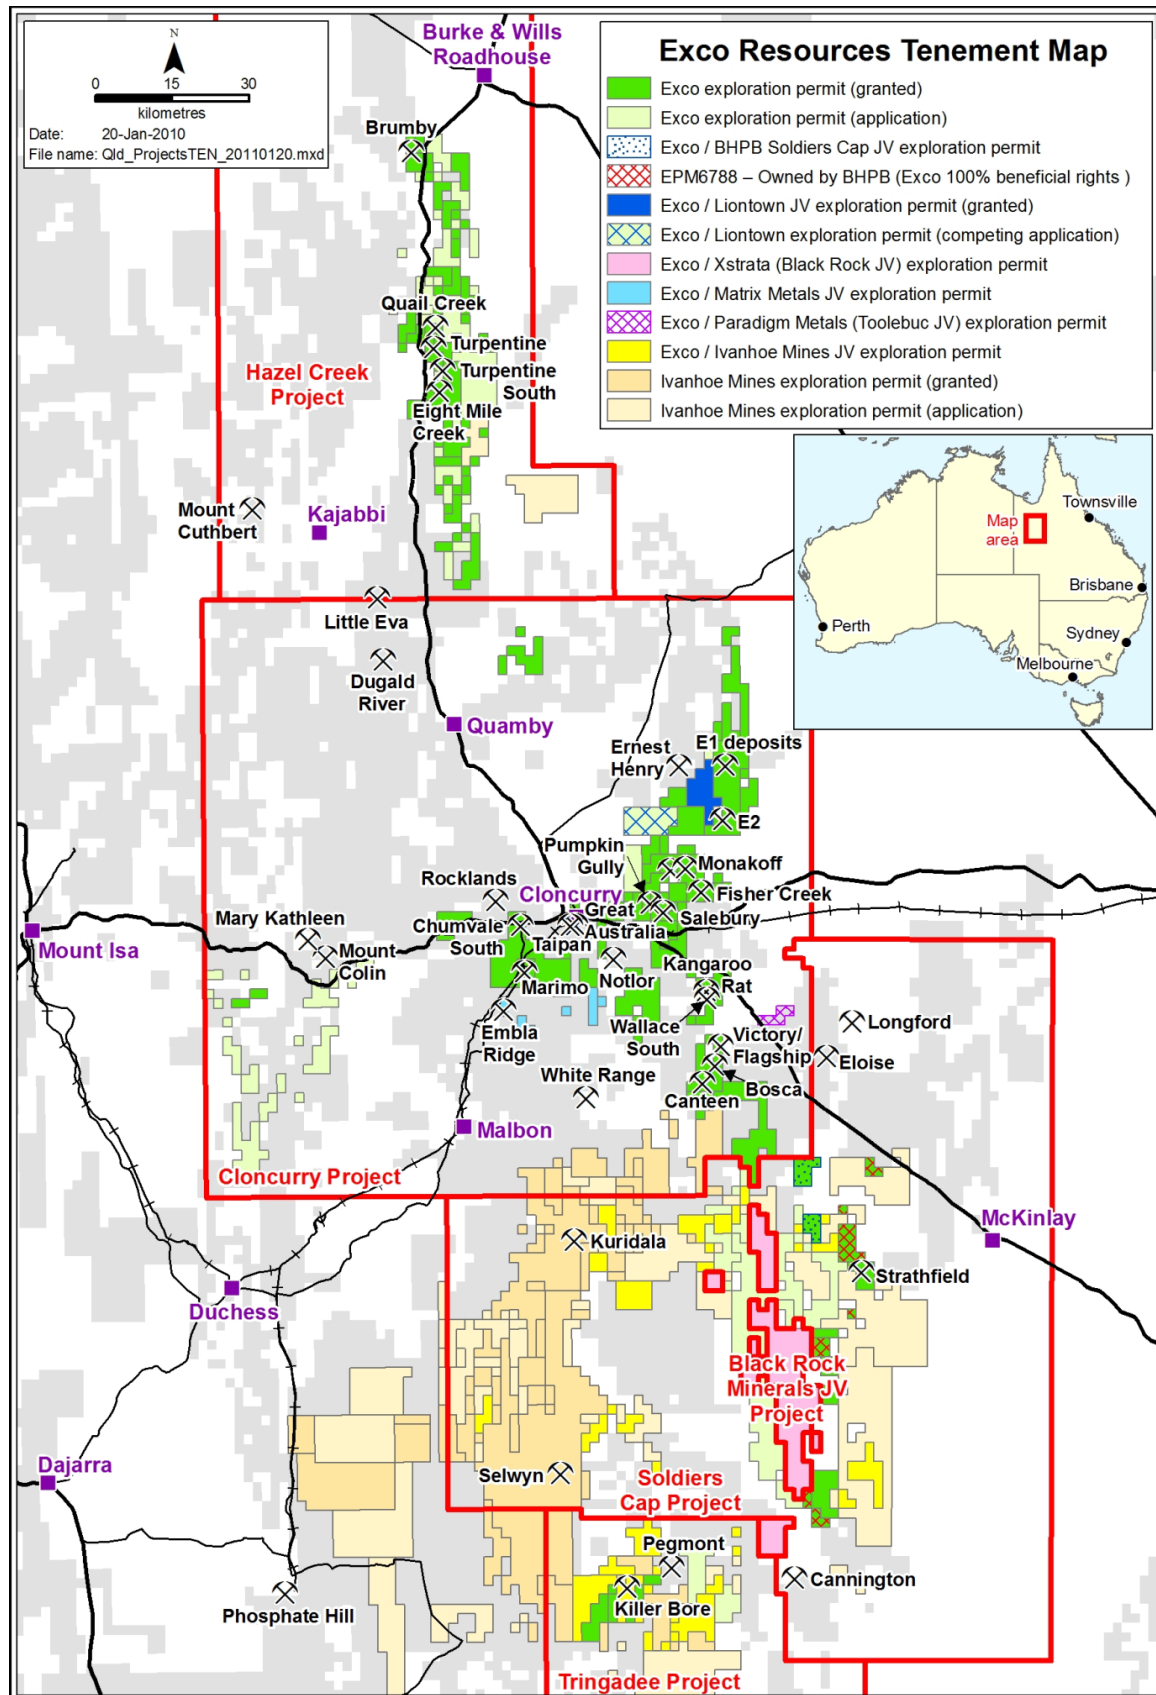 N
0 15 30
kilometres
Date: 20-Jan-2010
File name: Qld_ProjectsTEN_20110120.mxd
Burke & Wills
Roadhouse
Exco Resources Tenement Map
Exco exploration permit (granted)
Exco exploration permit (application)
Exco / BHPB Soldiers Cap JV exploration permit
EPM6788 – Owned by BHPB (Exco 100% beneficial rights )
Exco / Liontown JV exploration permit (granted)
Exco / Liontown exploration permit (competing application)
Exco / Xstrata (Black Rock JV) exploration permit
Exco / Matrix Metals JV exploration permit
Exco / Paradigm Metals (Toolebuc JV) exploration permit
Exco / Ivanhoe Mines JV exploration permit
Ivanhoe Mines exploration permit (granted)
Ivanhoe Mines exploration permit (application)
Brumby
Quail Creek
Turpentine
Turpentine
South
Eight Mile
Creek
Hazel Creek
Project
Mount
Cuthbert
Kajabbi
Townsville
Map
area
Brisbane
Perth
Sydney
Melbourne
Little Eva
Dugald
River
Quamby
Ernest
Henry
E1 deposits
E2
Pumpkin
Gully
Monakoff
Rocklands
Cloncurry
Fisher Creek
Mary Kathleen
Chumvale
South
Great
Australia
Salebury
Taipan
Mount Isa
Mount
Colin
Marimo
Notlor
Kangaroo
Rat
Embla
Ridge
Wallace
South
Victory/
Flagship
Longford
Eloise
White Range
Canteen
Bosca
Malbon
Cloncurry Project
McKinlay
Kuridala
Strathfield
Duchess
Black Rock
Minerals JV
Project
Dajarra
Selwyn
Soldiers
Cap Project
Pegmont
Cannington
Phosphate Hill
Killer Bore
Tringadee Project